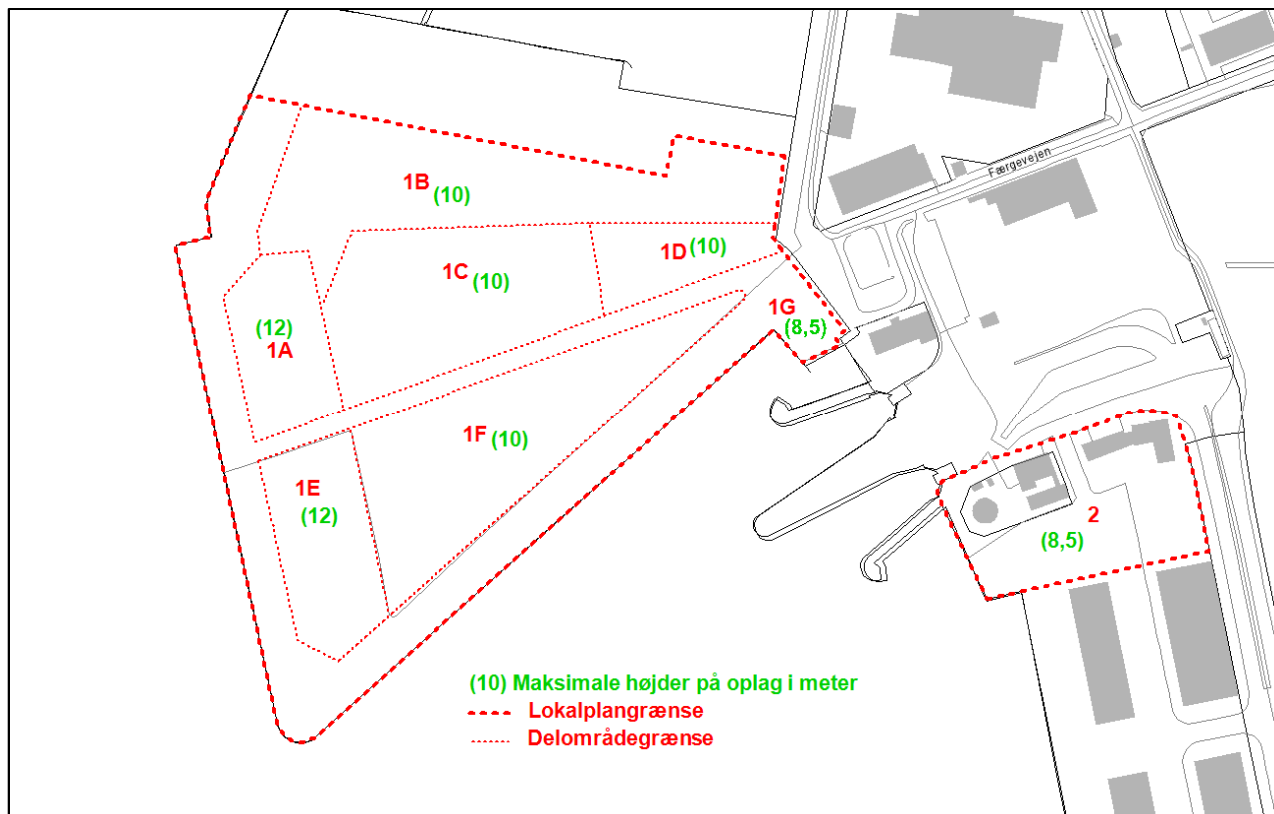 Færgevejen
1B (10)
1D (10)
1C (10)
1G
(8,5)
(12)
1A
1F (10)
1E
(12)
2
(8,5)
(10) Maksimale højder på oplag i meter
Lokalplangrænse
Delområdegrænse